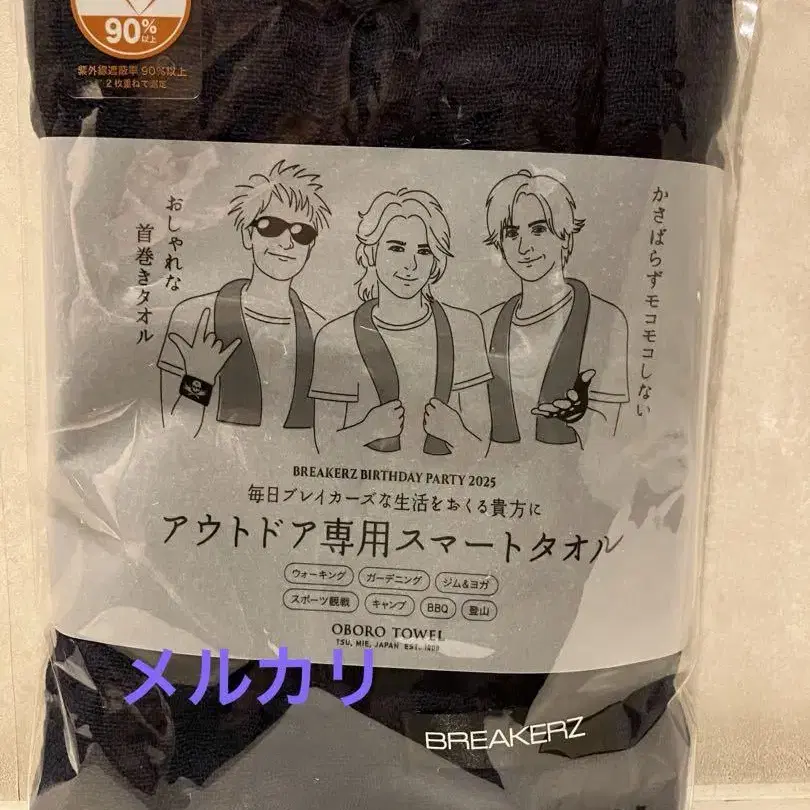 90%
以上
紫外線遮蔽率 90%以上
2枚重ねて測定
かさばらずモコモコしない
おしゃれな
首巻きタオル
BREAKERZ BIRTHDAY PARTY 2025
毎日ブレイカーズな生活をおくる貴方に
アウトドア専用スマートタオル
ウォーキング ガーデニング ジム&ヨガ
スポーツ観戦 キャンプ BBQ 登山
OBORO TOWEL
TSU, MIE, JAPAN EST. 1908
メルカリ
BREAKERZ